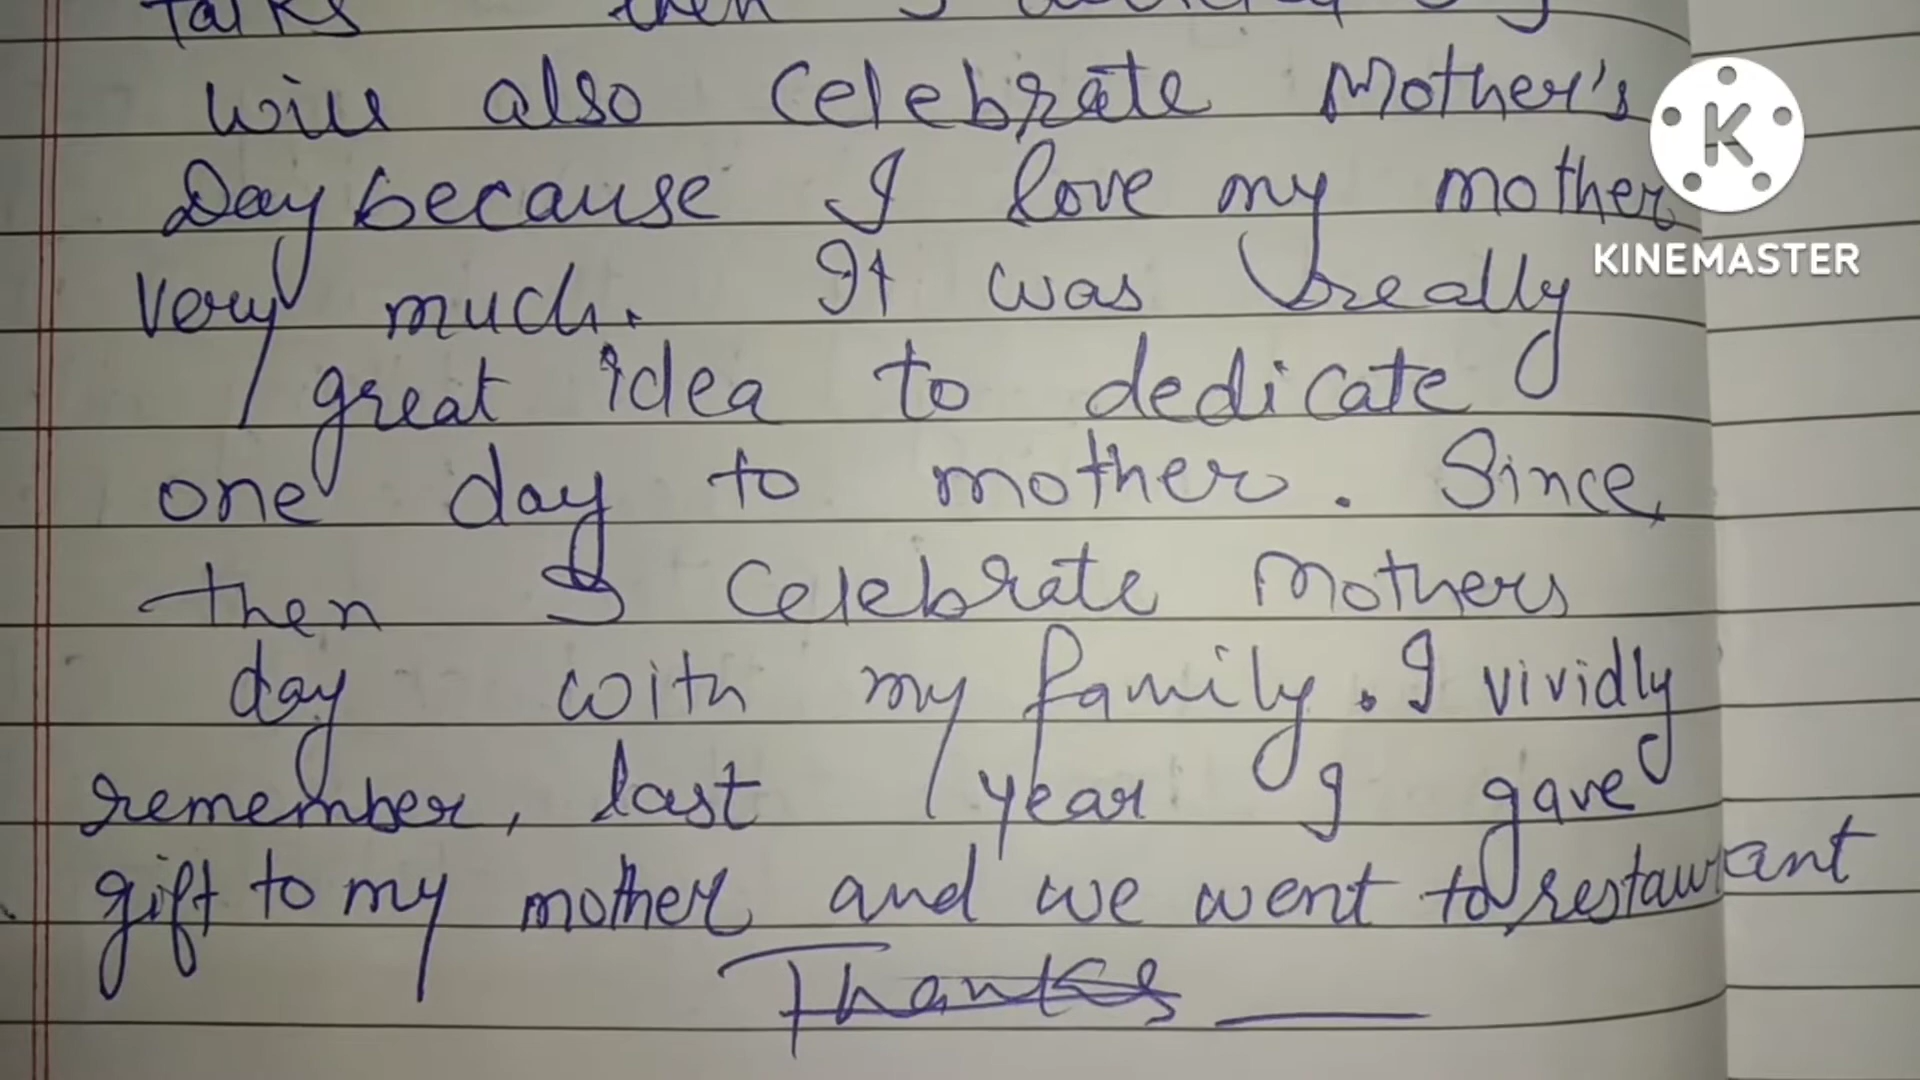 Talks then I
will also celebrate Mother's
Day because I love my mother
very much. It was really
great idea to dedicate
one day to mother. Since
then I celebrate Mothers
day with my family. I vividly
remember, last year I gave
gift to my mother and we went to restaurant
Thanks
K
KINEMASTER